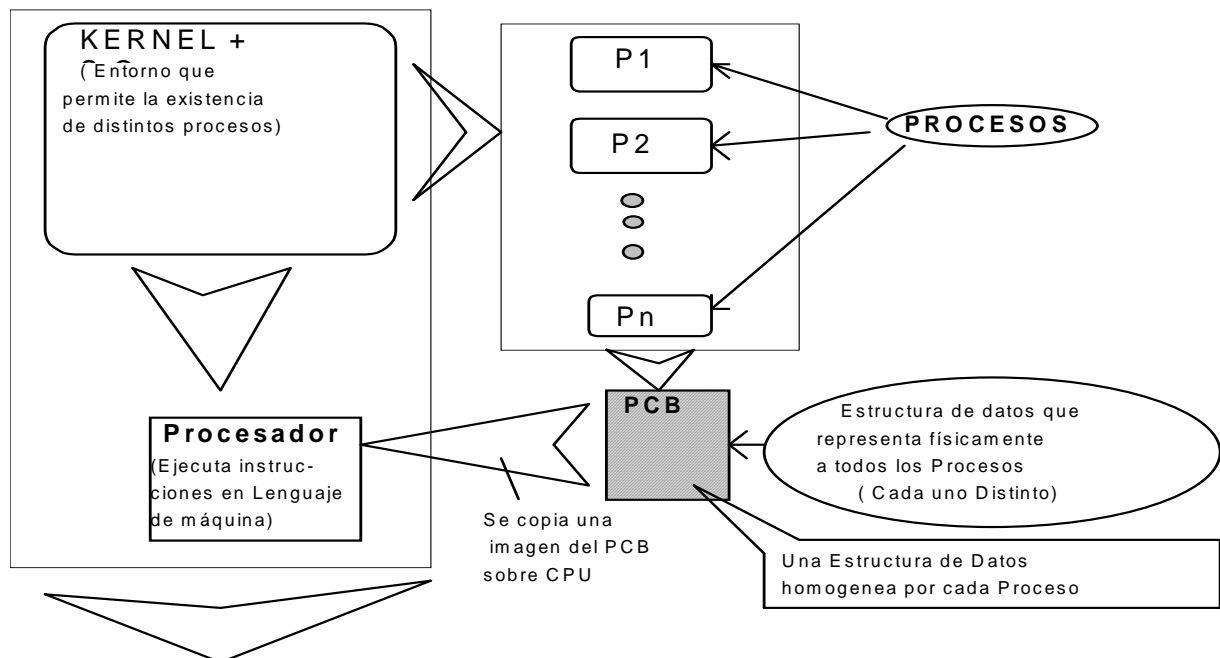 KERNEL +
( Entorno que
permite la existencia
de distintos procesos)
P1
P2
Pn
PROCESOS
Procesador
(Ejecuta instruc-
ciones en Lenguaje
de máquina)
PCB
Se copia una
imagen del PCB
sobre CPU
Estructura de datos que
representa físicamente
a todos los Procesos
( Cada uno Distinto)
Una Estructura de Datos
homogenea por cada Proceso